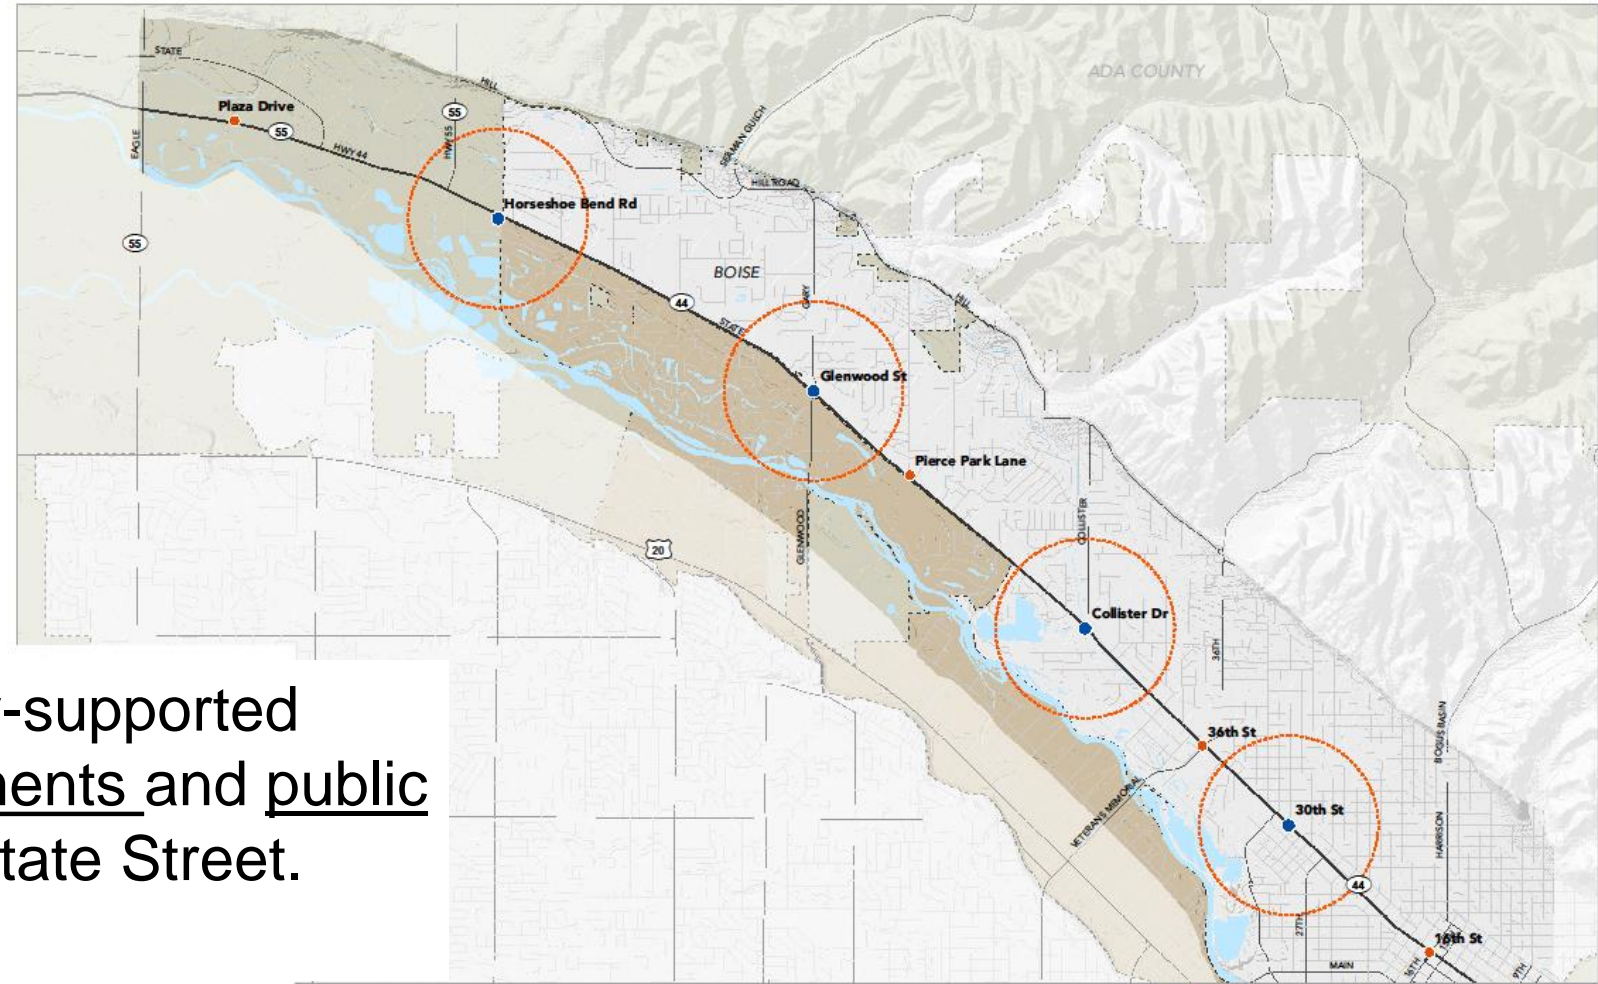 ADA COUNTY
STATE
HILL
Plaza Drive
55
55
HWY 44
HWY 55
EAGLE
SEAMAN GULCH
HILL ROAD
Horseshoe Bend Rd
55
BOISE
GARY
44
STATE
HILL
Glenwood St
Pierce Park Lane
GLENWOOD
20
COLLISTER
Collister Dr
36TH
36th St
BOGUS BASIN
VETERANS MEMORIAL
30th St
HARRISON
44
27TH
16th St
MAIN
16TH
9TH
-supported
ments and public
tate Street.